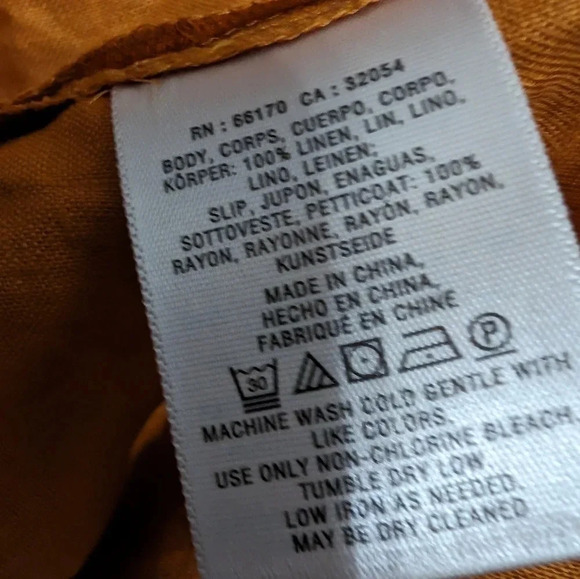 RN : 66170 CA : 32054
BODY, CORPS, CUERPO, CORPO,
KÖRPER: 100% LINEN, LIN, LINO,
LINO, LEINEN;
SLIP, JUPON, ENAGUAS,
SOTTOVESTE, PETTICOAT: 100%
RAYON, RAYONNE, RAYÓN, RAYON,
KUNSTSEIDE
MADE IN CHINA,
HECHO EN CHINA,
FABRIQUÉ EN CHINE
30 P
MACHINE WASH COLD GENTLE WITH
LIKE COLORS.
USE ONLY NON-CHLORINE BLEACH.
TUMBLE DRY LOW
LOW IRON AS NEEDED.
MAY BE DRY CLEANED